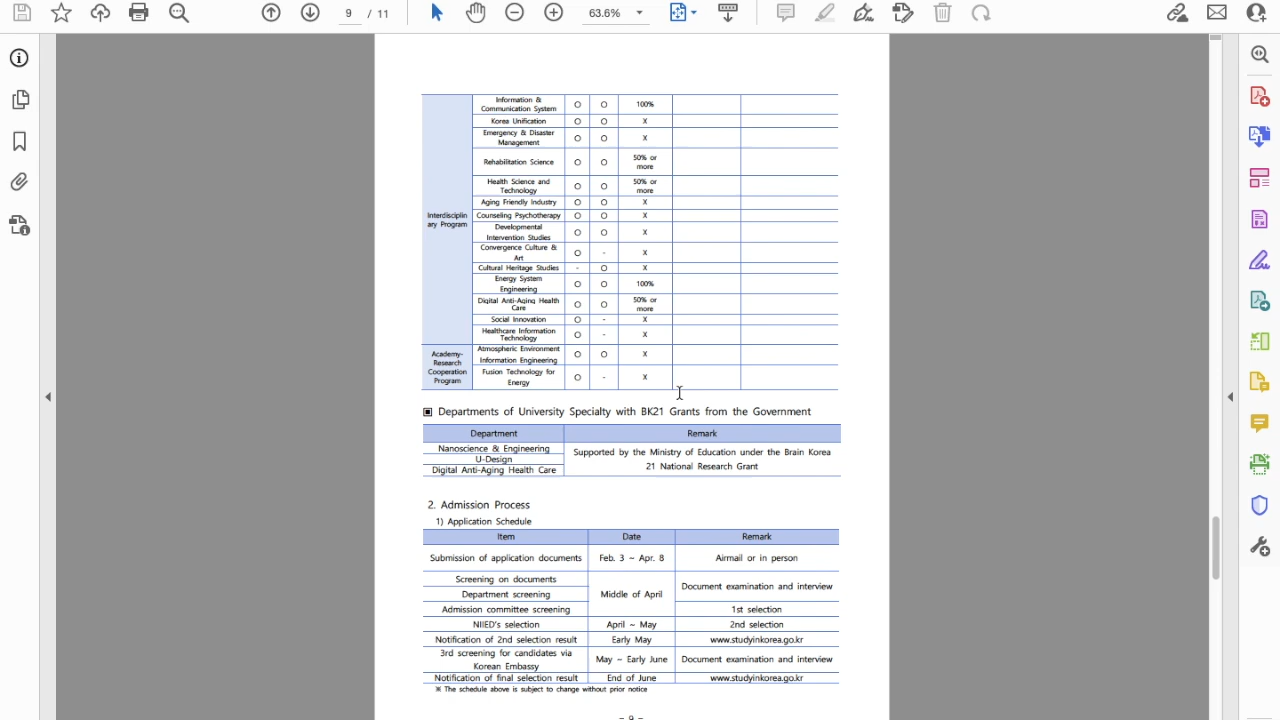 9 / 11
63.6%
Interdisciplin
ary Program
Information &
Communication System
O O 100%
Korea Unification O O X
Emergency & Disaster
Management
O O X
Rehabilitation Science O O 50% or
more
Health Science and
Technology
O O 50% or
more
Aging Friendly Industry O O X
Counseling Psychotherapy O O X
Developmental
Intervention Studies
O O X
Convergence Culture &
Art
O - X
Cultural Heritage Studies - O X
Energy System
Engineering
O O 100%
Digital Anti-Aging Health
Care
O O 50% or
more
Social Innovation O - X
Healthcare Information
Technology
O - X
Academy-
Research
Cooperation
Program
Atmospheric Environment
Information Engineering
O O X
Fusion Technology for
Energy
O - X
▣ Departments of University Specialty with BK21 Grants from the Government
Department Remark
Nanoscience & Engineering
U-Design
Digital Anti-Aging Health Care
Supported by the Ministry of Education under the Brain Korea
21 National Research Grant
2. Admission Process
1) Application Schedule
Item Date Remark
Submission of application documents Feb. 3 ~ Apr. 8 Airmail or in person
Screening on documents
Department screening
Admission committee screening
Middle of April
Document examination and interview
1st selection
NIIED's selection April ~ May 2nd selection
Notification of 2nd selection result Early May www.studyinkorea.go.kr
3rd screening for candidates via
Korean Embassy
May ~ Early June Document examination and interview
Notification of final selection result End of June www.studyinkorea.go.kr
※ The schedule above is subject to change without prior notice
- 9 -